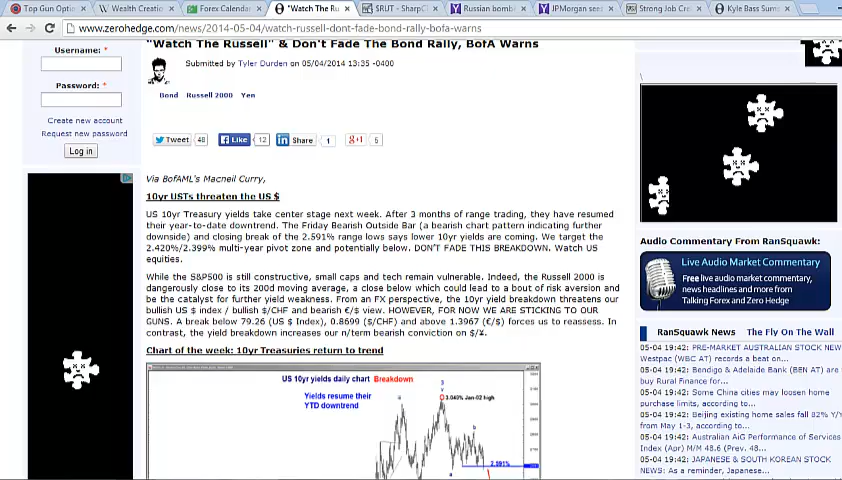 Top Gun Optio
Wealth Creatio
Forex Calendar
"Watch The Ru
$RUT - SharpC
Russian bomb
JPMorgan see
Strong Job Cre
Kyle Bass Sum
www.zerohedge.com/news/2014-05-04/watch-russell-dont-fade-bond-rally-bofa-warns
Username: *
Password: *
Create new account
Request new password
Log in
"Watch The Russell" & Don't Fade The Bond Rally, BofA Warns
Submitted by Tyler Durden on 05/04/2014 13:35 -0400
Bond Russell 2000 Yen
Tweet 48 Like 12 Share 1 +1 5
Via BofAML's Macneil Curry,
10yr USTs threaten the US $
US 10yr Treasury yields take center stage next week. After 3 months of range trading, they have resumed
their year-to-date downtrend. The Friday Bearish Outside Bar (a bearish chart pattern indicating further
downside) and closing break of the 2.591% range lows says lower 10yr yields are coming. We target the
2.420%/2.399% multi-year pivot zone and potentially below. DON'T FADE THIS BREAKDOWN. Watch US
equities.
While the S&P500 is still constructive, small caps and tech remain vulnerable. Indeed, the Russell 2000 is
dangerously close to its 200d moving average, a close below which could lead to a bout of risk aversion and
be the catalyst for further yield weakness. From an FX perspective, the 10yr yield breakdown threatens our
bullish US $ index / bullish $/CHF and bearish €/$ view. HOWEVER, FOR NOW WE ARE STICKING TO OUR
GUNS. A break below 79.26 (US $ Index), 0.8699 ($/CHF) and above 1.3967 (€/$) forces us to reassess. In
contrast, the yield breakdown increases our n/term bearish conviction on $/¥.
Chart of the week: 10yr Treasuries return to trend
US 10yr yields daily chart Breakdown
Yields resume their
YTD downtrend
3.040% Jan-02 high
2.591%
Audio Commentary From RanSquawk:
Live Audio Market Commentary
Free live audio market commentary,
news headlines and more from
Talking Forex and Zero Hedge
RanSquawk News The Fly On The Wall
05-04 19:42: PRE-MARKET AUSTRALIAN STOCK NEW
Westpac (WBC AT) records a beat on...
05-04 19:42: Bendigo & Adelaide Bank (BEN AT) are
buy Rural Finance for...
05-04 19:42: Some China cities may loosen home
purchase limits, according to...
05-04 19:42: Beijing existing home sales fall 82% Y/
from May 1-3, according to...
05-04 19:42: Australian AiG Performance of Services
Index (Apr) M/M 48.6 (Prev. 48...
05-04 19:42: JAPANESE & SOUTH KOREAN STOCK
NEWS: As a reminder, Japanese...